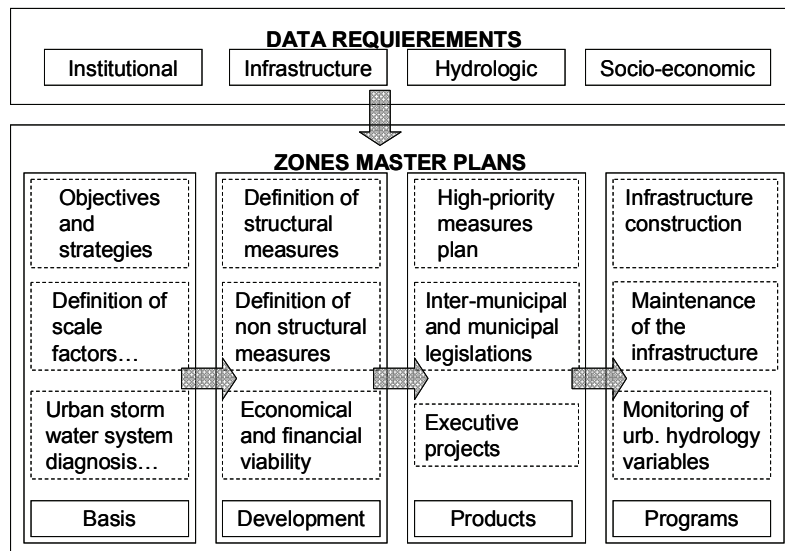 DATA REQUIEREMENTS
Institutional
Infrastructure
Hydrologic
Socio-economic
ZONES MASTER PLANS
Objectives
and
strategies
Definition of
scale
factors…
Urban storm
water system
diagnosis…
Basis
Definition of
structural
measures
Definition of
non structural
measures
Economical
and financial
viability
Development
High-priority
measures
plan
Inter-municipal
and municipal
legislations
Executive
projects
Products
Infrastructure
construction
Maintenance
of the
infrastructure
Monitoring of
urb. hydrology
variables
Programs